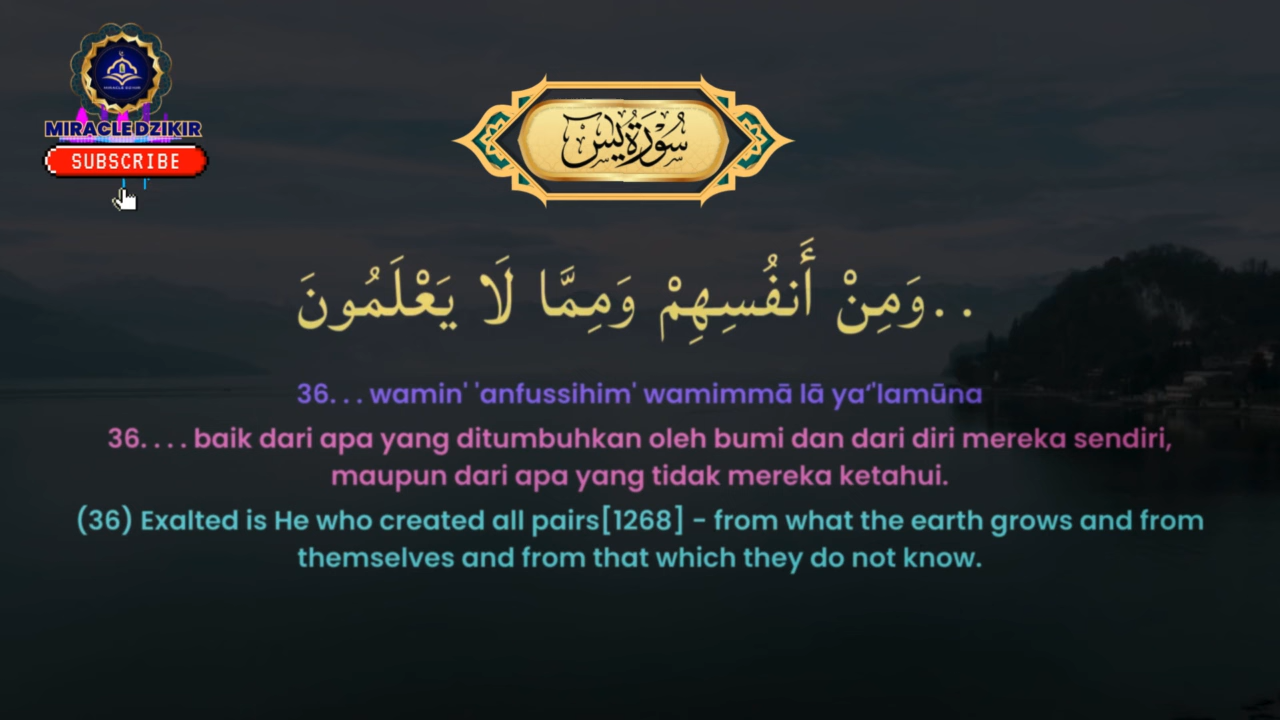 MIRACLE DZIKIR
SUBSCRIBE
سُورَةُ يسٓ
. . وَمِنْ أَنفُسِهِمْ وَمِمَّا لَا يَعْلَمُونَ
36. . . wamin' 'anfussihim' wamimmā lā ya‘'lamūna
36. . . . baik dari apa yang ditumbuhkan oleh bumi dan dari diri mereka sendiri,
maupun dari apa yang tidak mereka ketahui.
(36) Exalted is He who created all pairs[1268] - from what the earth grows and from
themselves and from that which they do not know.